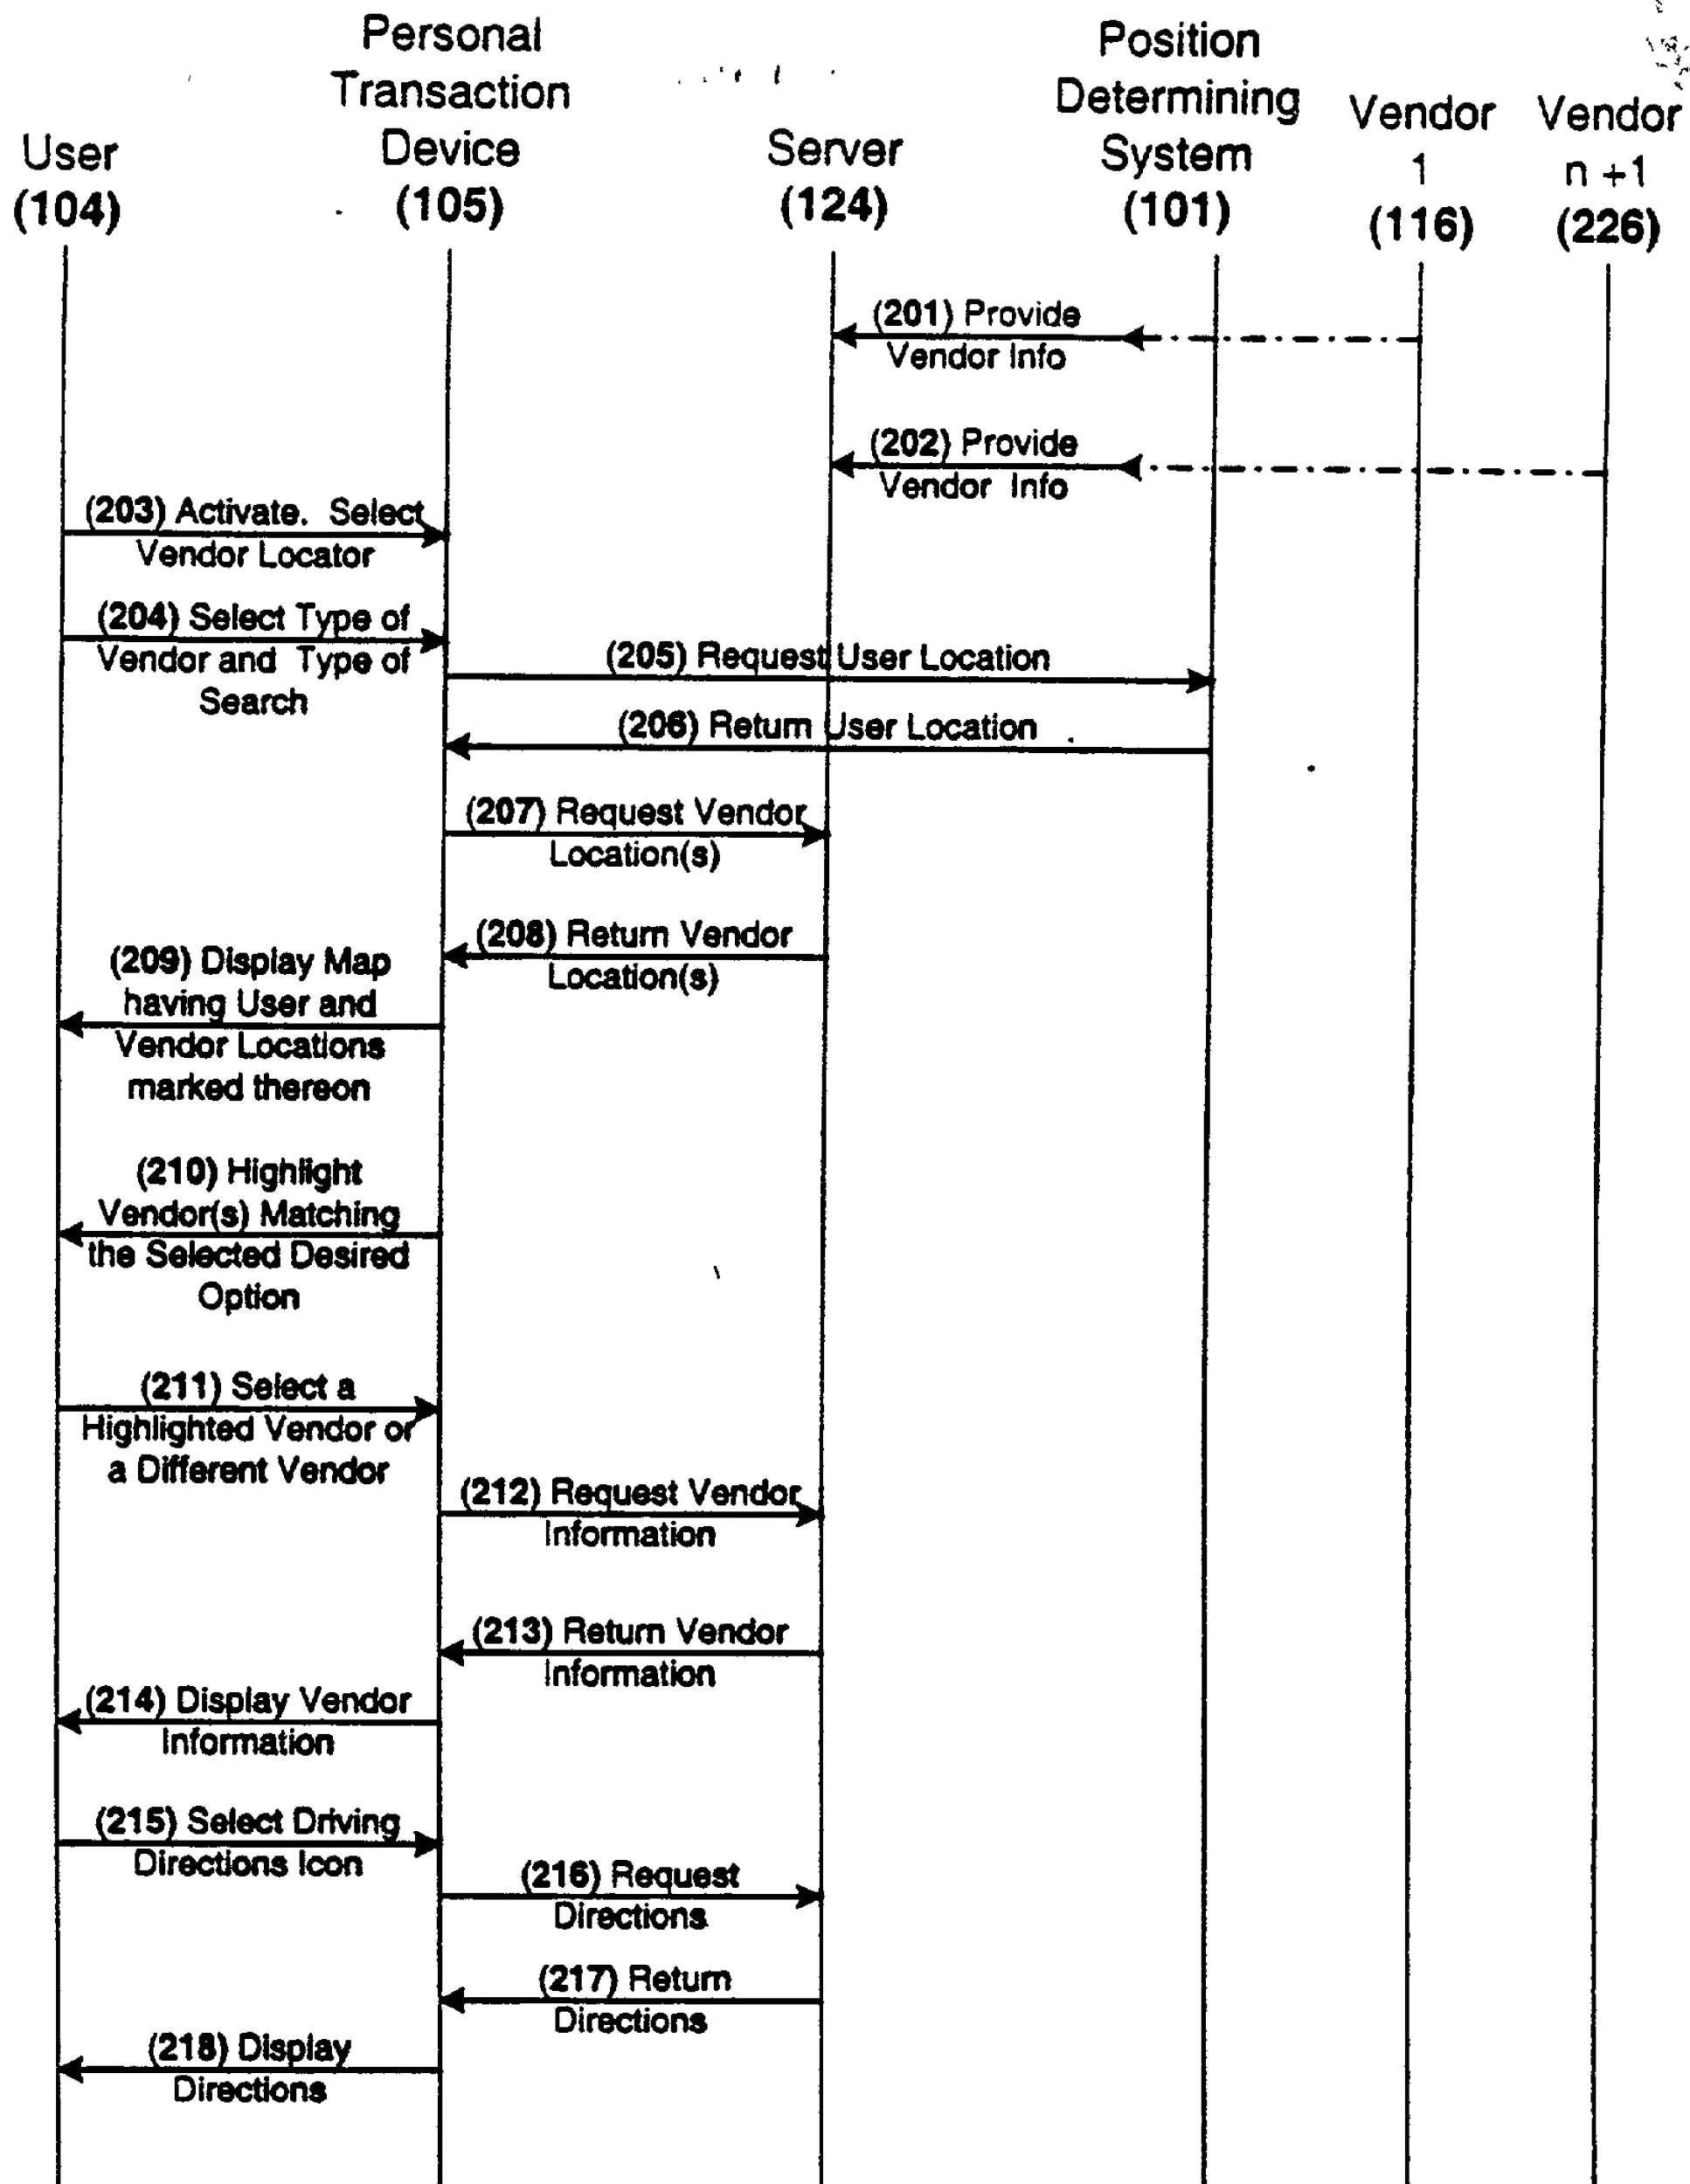 User
(104)
Personal
Transaction
Device
(105)
Server
(124)
Position
Determining
System
(101)
Vendor
1
(116)
Vendor
n +1
(226)
(201) Provide
Vendor Info
(202) Provide
Vendor Info
(203) Activate. Select
Vendor Locator
(204) Select Type of
Vendor and Type of
Search
(205) Request User Location
(206) Return User Location
(207) Request Vendor
Location(s)
(208) Return Vendor
Location(s)
(209) Display Map
having User and
Vendor Locations
marked thereon
(210) Highlight
Vendor(s) Matching
the Selected Desired
Option
(211) Select a
Highlighted Vendor or
a Different Vendor
(212) Request Vendor
Information
(213) Return Vendor
Information
(214) Display Vendor
Information
(215) Select Driving
Directions Icon
(216) Request
Directions
(217) Return
Directions
(218) Display
Directions